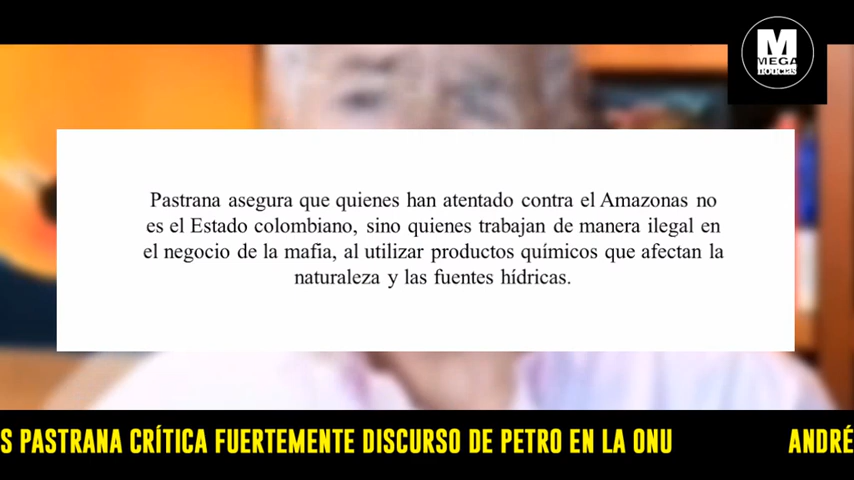 M
MEGA
noticias
Pastrana asegura que quienes han atentado contra el Amazonas no
es el Estado colombiano, sino quienes trabajan de manera ilegal en
el negocio de la mafia, al utilizar productos químicos que afectan la
naturaleza y las fuentes hídricas.
S PASTRANA CRÍTICA FUERTEMENTE DISCURSO DE PETRO EN LA ONU ANDRÉ